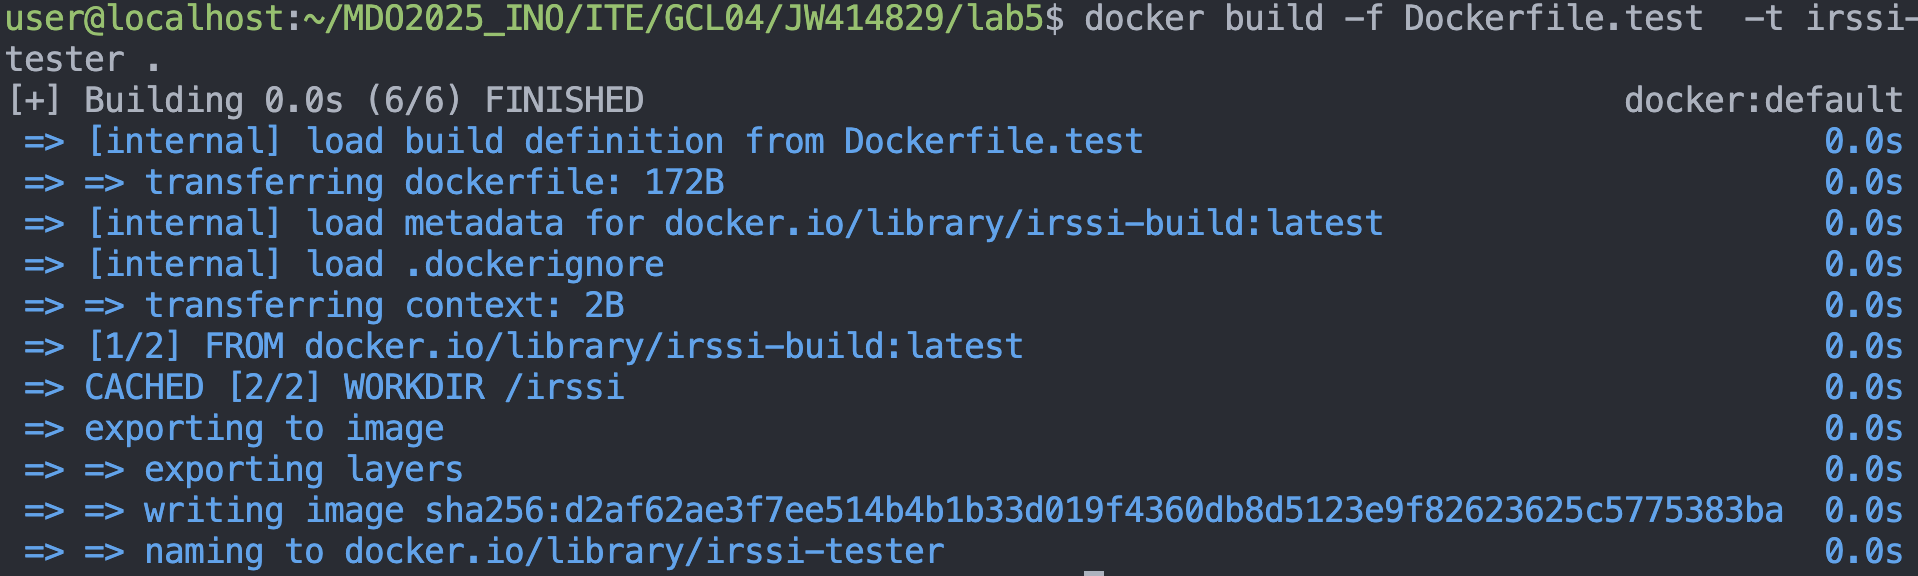 user@localhost:~/MDO2025_INO/ITE/GCL04/JW414829/lab5$ docker build -f Dockerfile.test  -t irssi-
tester .
[+] Building 0.0s (6/6) FINISHED docker:default
=> [internal] load build definition from Dockerfile.test 0.0s
=> => transferring dockerfile: 172B 0.0s
=> [internal] load metadata for docker.io/library/irssi-build:latest 0.0s
=> [internal] load .dockerignore 0.0s
=> => transferring context: 2B 0.0s
=> [1/2] FROM docker.io/library/irssi-build:latest 0.0s
=> CACHED [2/2] WORKDIR /irssi 0.0s
=> exporting to image 0.0s
=> => exporting layers 0.0s
=> => writing image sha256:d2af62ae3f7ee514b4b1b33d019f4360db8d5123e9f82623625c5775383ba 0.0s
=> => naming to docker.io/library/irssi-tester 0.0s